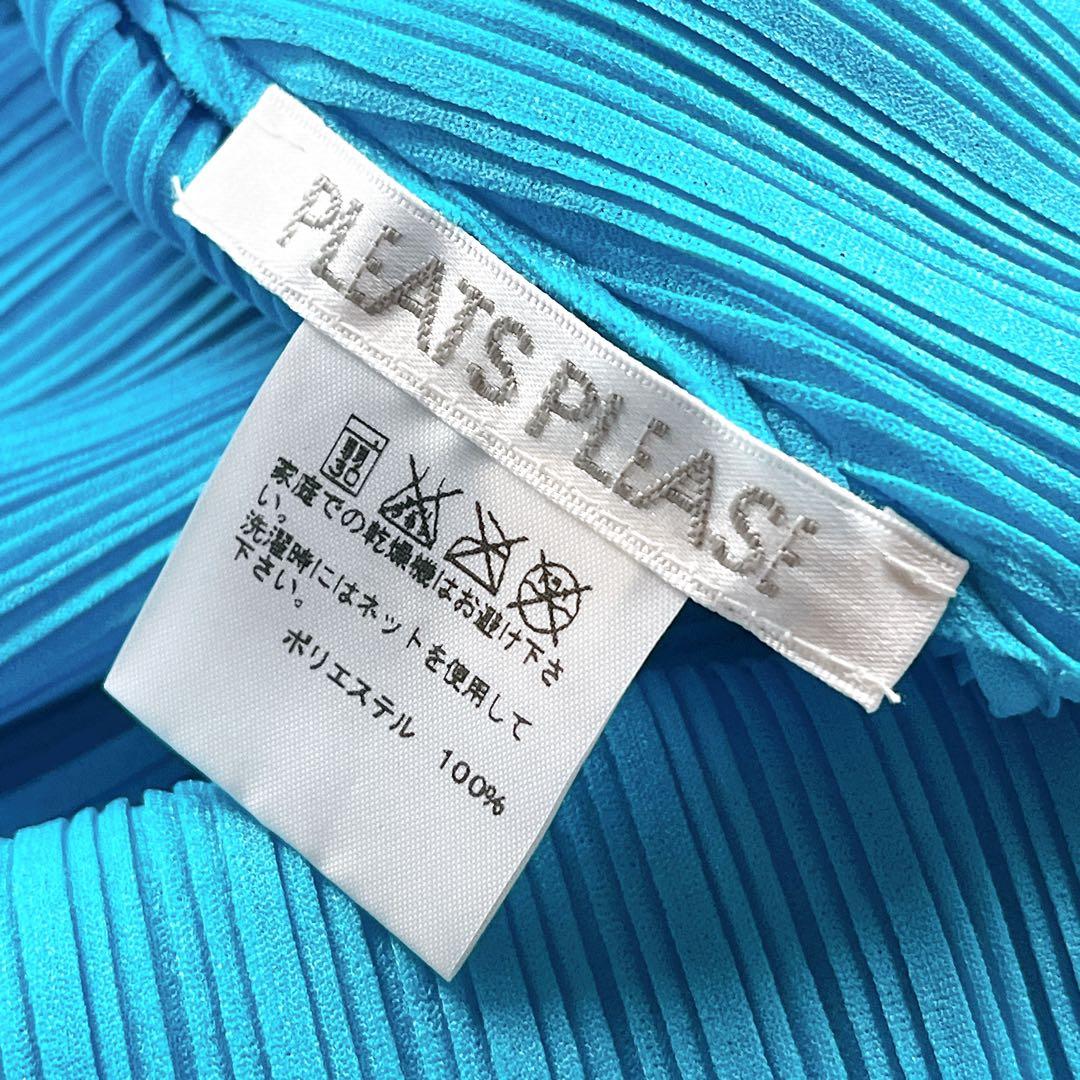 PLEATS PLEASE
弱
30
家庭での乾燥機はお避け下さ
い。
洗濯時にはネットを使用して
下さい。
ポリエステル 100%